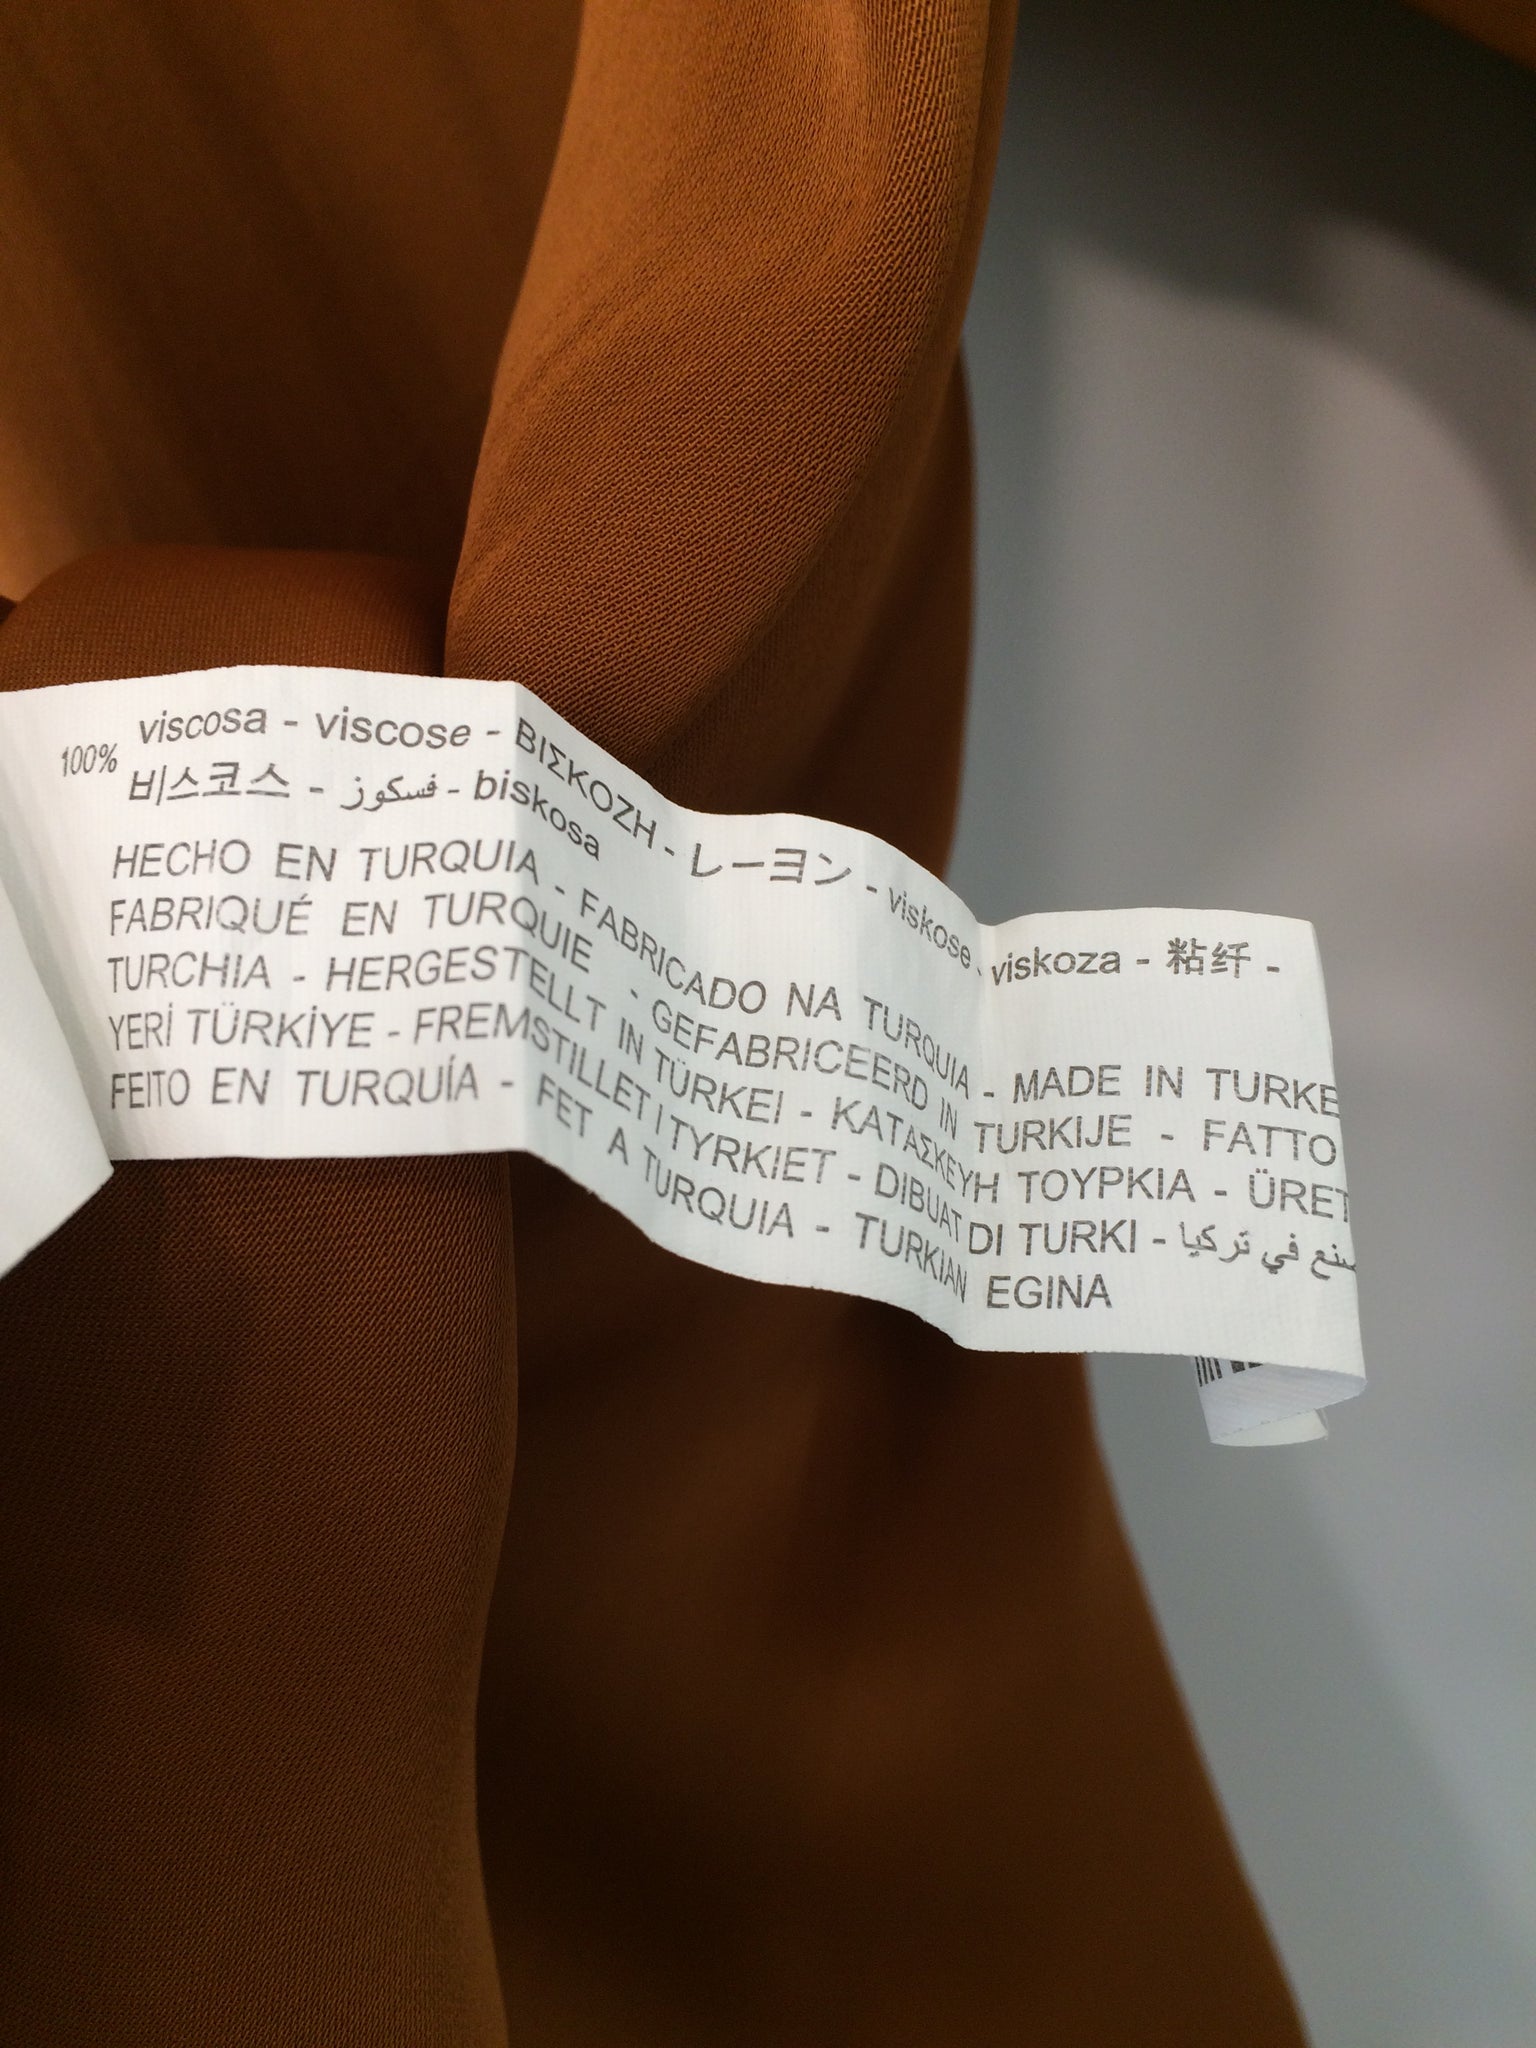 100% viscosa - viscose - ΒΙΣΚΟΖΗ - レーヨン - viskose - viskoza - 粘纤 -
비스코스 - فسكوز - biskosa
HECHO EN TURQUIA - FABRICADO NA TURQUIA - MADE IN TURKE
FABRIQUÉ EN TURQUIE - GEFABRICEERD IN TURKIJE - FATTO
TURCHIA - HERGESTELLT IN TÜRKEI - ΚΑΤΑΣΚΕΥΗ ΤΟΥΡΚΙΑ - ÜRET
YERİ TÜRKİYE - FREMSTILLET I TYRKIET - DIBUAT DI TURKI - صنع في تركيا
FEITO EN TURQUÍA - FET A TURQUIA - TURKIAN EGINA